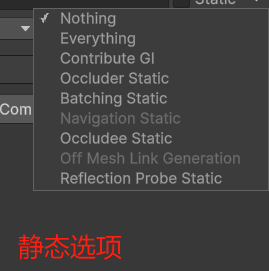 Static
Nothing
Everything
Contribute GI
Occluder Static
Batching Static
Com
Navigation Static
Occludee Static
Off Mesh Link Generation
Reflection Probe Static
静态选项